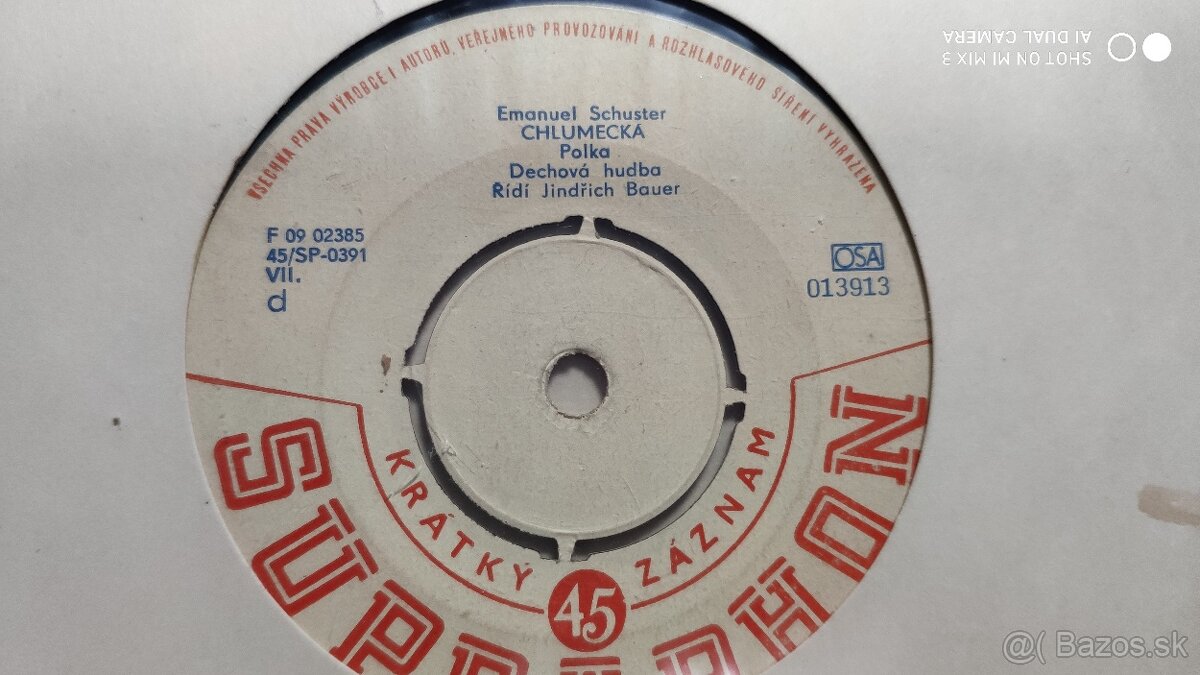 VŠECHNA PRÁVA VÝROBCE I AUTORŮ, VEŘEJNÉHO PROVOZOVÁNÍ A ROZHLASOVÉHO ŠÍŘENÍ VYHRAŽENA
SHOT ON MI MIX 3
AI DUAL CAMERA
Emanuel Schuster
CHLUMECKÁ
Polka
Dechová hudba
Řídí Jindřich Bauer
F 09 02385
45/SP-0391
VII.
d
OSA
013913
KRÁTKÝ 45 ZÁZNAM
SUPRAPHON
@( Bazos.sk